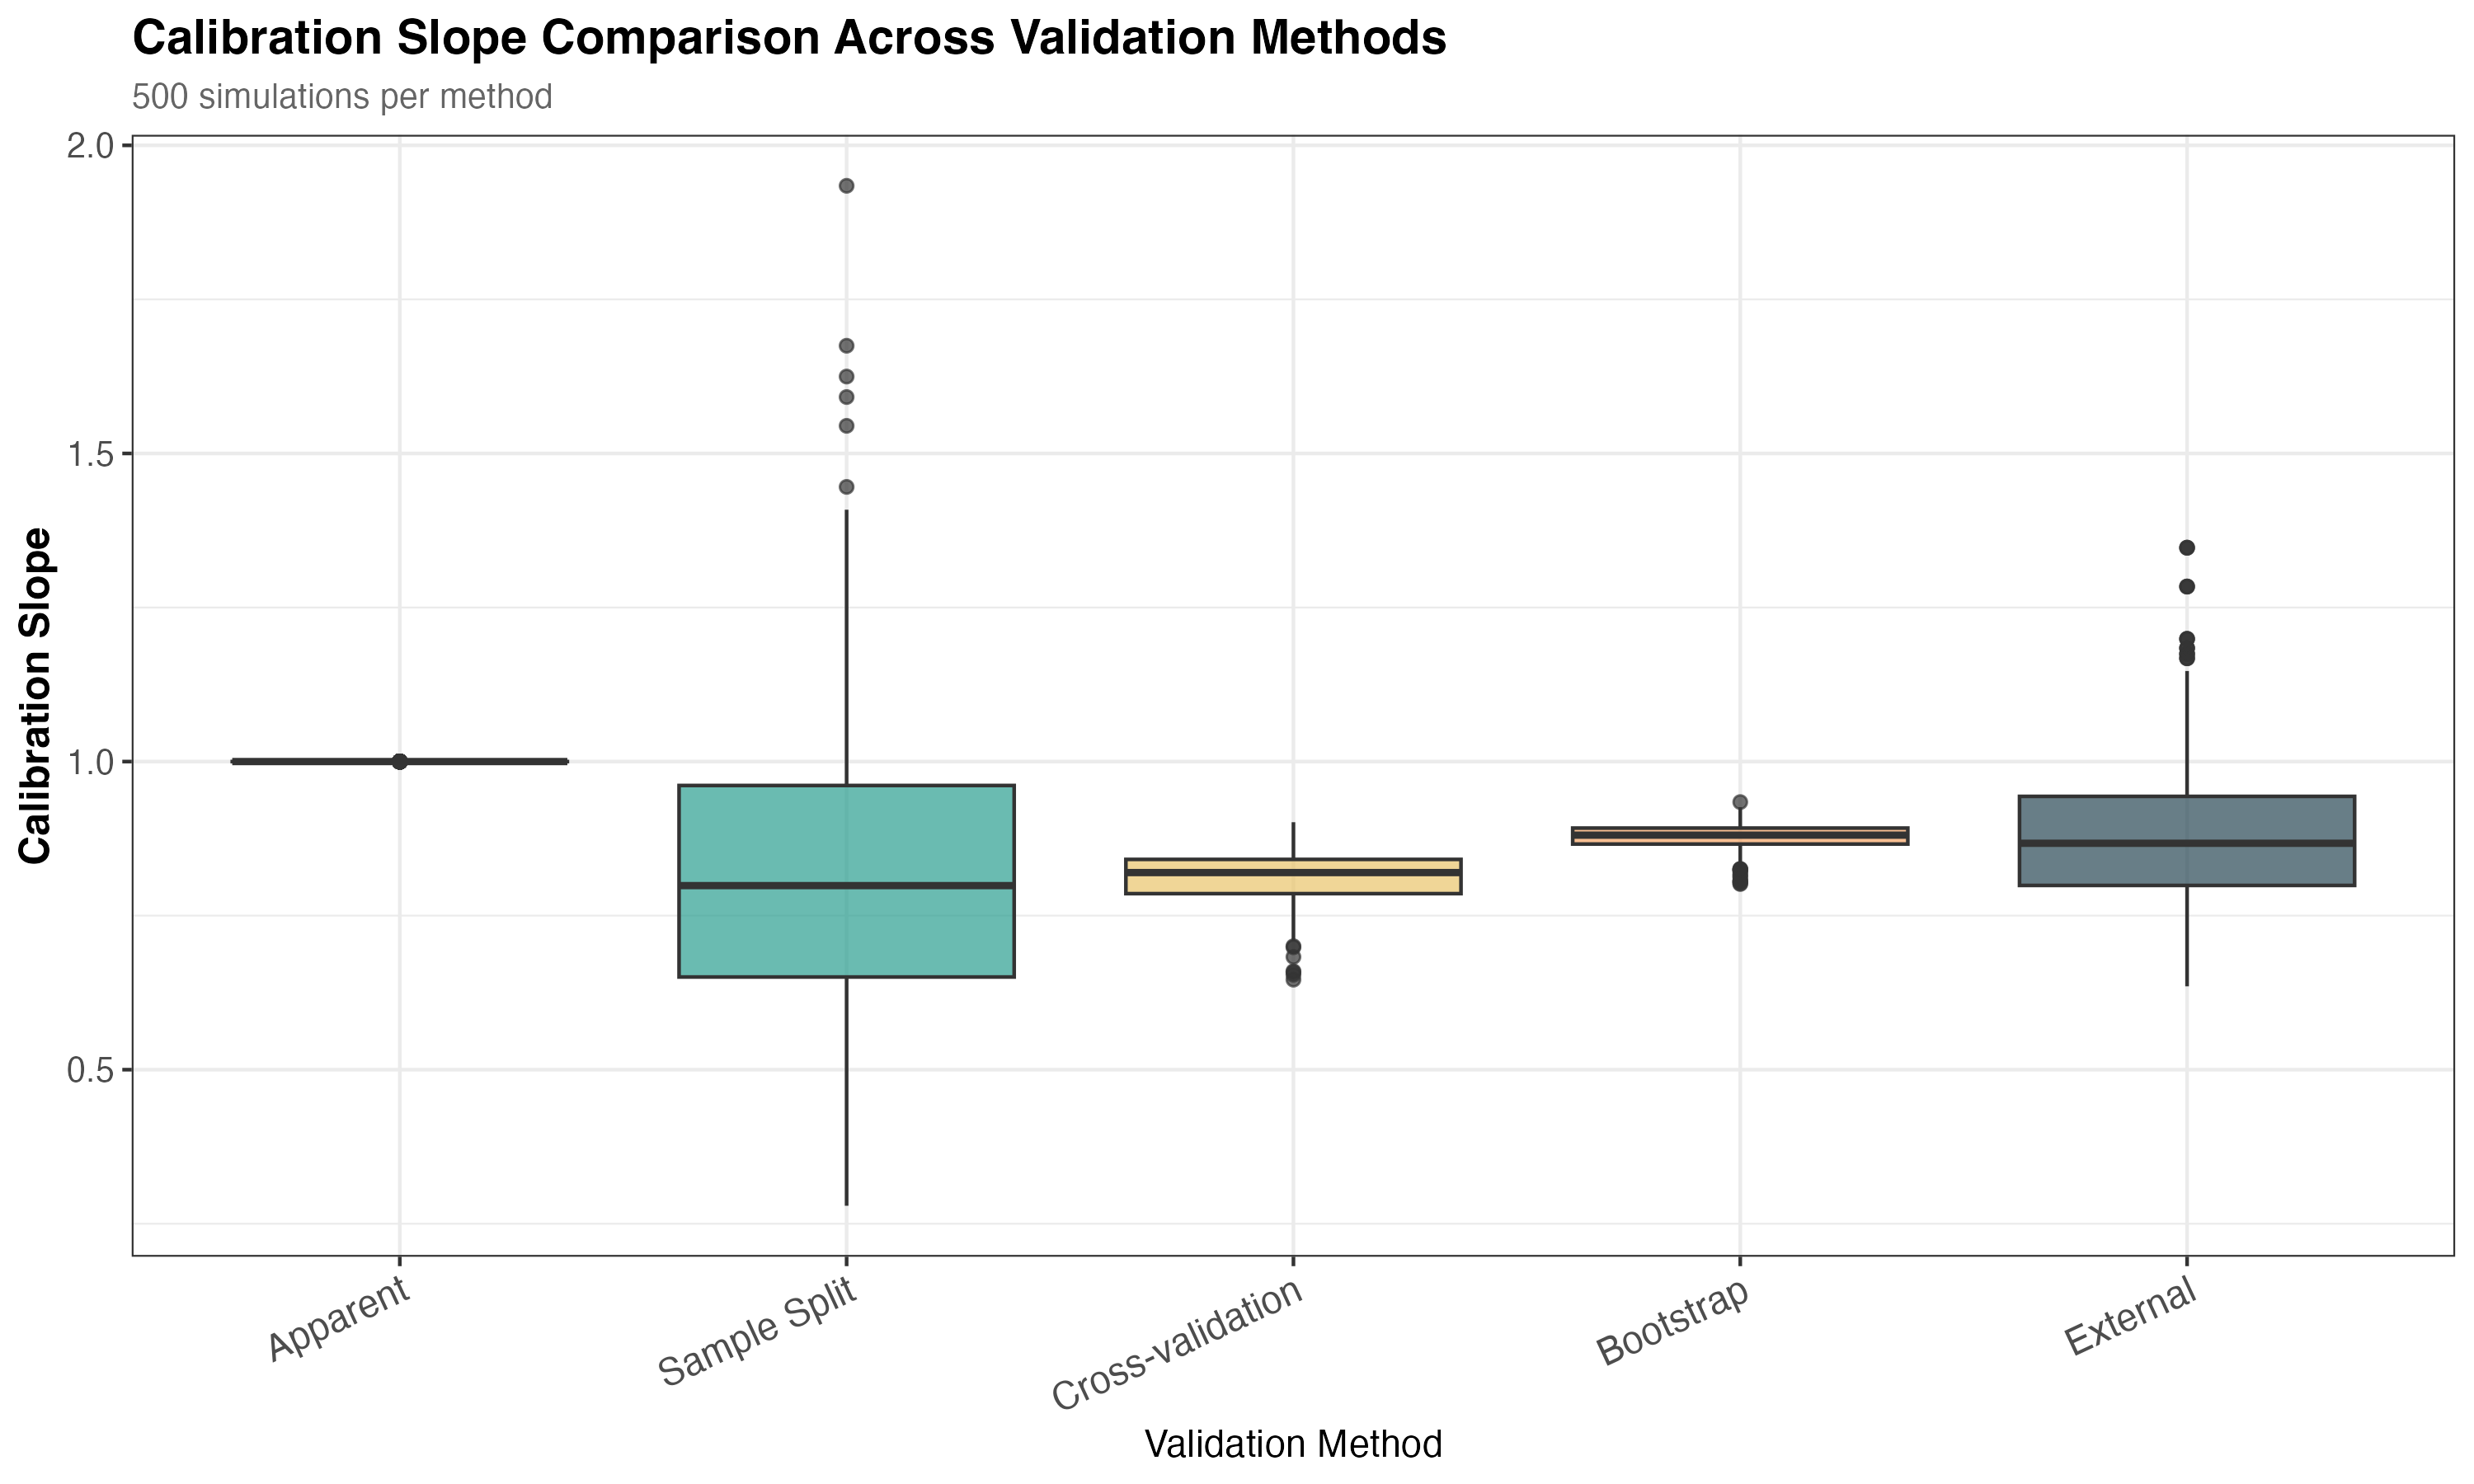 Calibration Slope Comparison Across Validation Methods
500 simulations per method
Calibration Slope
2.0
1.5
1.0
0.5
Apparent
Sample Split
Cross-validation
Bootstrap
External
Validation Method